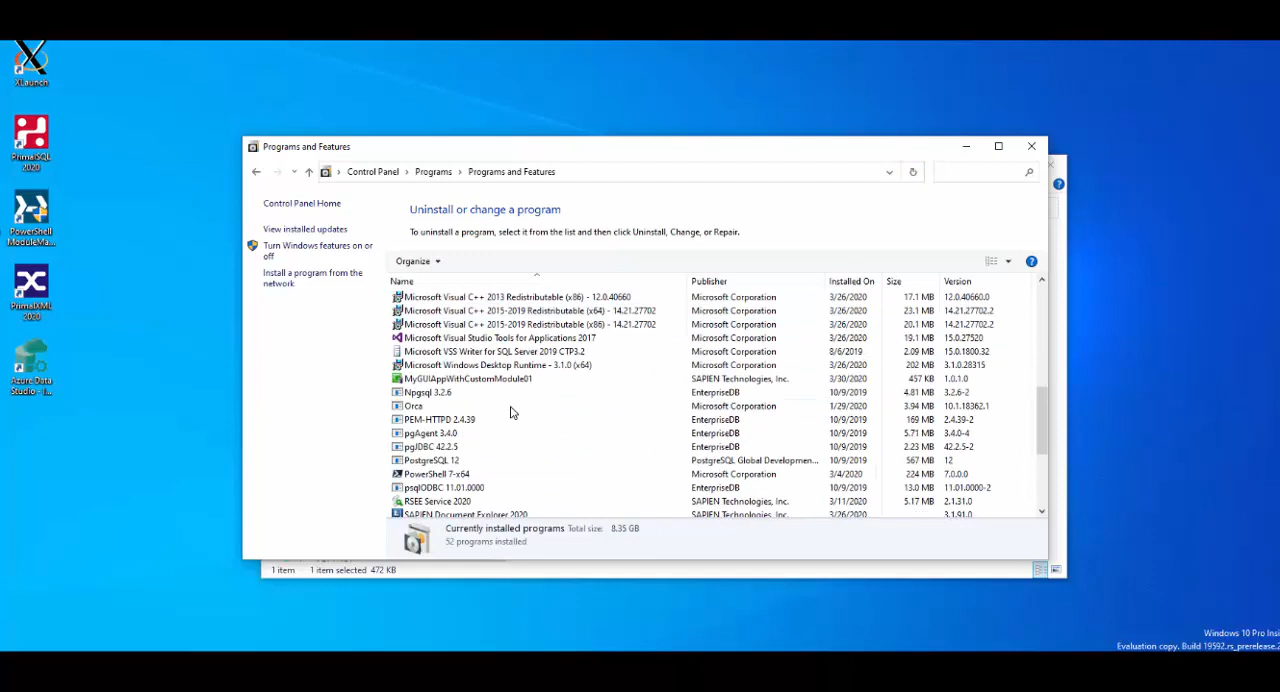 XLaunch
PrimalSQL
2020
PowerShell
ModuleMa...
PrimalXML
2020
Azure Data
Studio - I...
Programs and Features
Control Panel > Programs > Programs and Features
Control Panel Home
View installed updates
Turn Windows features on or
off
Install a program from the
network
Uninstall or change a program
To uninstall a program, select it from the list and then click Uninstall, Change, or Repair.
Organize
Name Publisher Installed On Size Version
Microsoft Visual C++ 2013 Redistributable (x86) - 12.0.40660 Microsoft Corporation 3/26/2020 17.1 MB 12.0.40660.0
Microsoft Visual C++ 2015-2019 Redistributable (x64) - 14.21.27702 Microsoft Corporation 3/26/2020 23.1 MB 14.21.27702.2
Microsoft Visual C++ 2015-2019 Redistributable (x86) - 14.21.27702 Microsoft Corporation 3/26/2020 20.1 MB 14.21.27702.2
Microsoft Visual Studio Tools for Applications 2017 Microsoft Corporation 3/26/2020 19.1 MB 15.0.27520
Microsoft VSS Writer for SQL Server 2019 CTP3.2 Microsoft Corporation 8/6/2019 2.09 MB 15.0.1800.32
Microsoft Windows Desktop Runtime - 3.1.0 (x64) Microsoft Corporation 3/26/2020 202 MB 3.1.0.28315
MyGUIAppWithCustomModule01 SAPIEN Technologies, Inc. 3/30/2020 457 KB 1.0.1.0
Npgsql 3.2.6 EnterpriseDB 10/9/2019 4.81 MB 3.2.6-2
Orca Microsoft Corporation 1/29/2020 3.94 MB 10.1.18362.1
PEM-HTTPD 2.4.39 EnterpriseDB 10/9/2019 169 MB 2.4.39-2
pgAgent 3.4.0 EnterpriseDB 10/9/2019 5.71 MB 3.4.0-4
pgJDBC 42.2.5 EnterpriseDB 10/9/2019 2.23 MB 42.2.5-2
PostgreSQL 12 PostgreSQL Global Developmen... 10/9/2019 567 MB 12
PowerShell 7-x64 Microsoft Corporation 3/4/2020 224 MB 7.0.0.0
psqlODBC 11.01.0000 EnterpriseDB 10/9/2019 13.0 MB 11.01.0000-2
RSEE Service 2020 SAPIEN Technologies, Inc. 3/11/2020 5.17 MB 2.1.31.0
SAPIEN Document Explorer 2020 SAPIEN Technologies, Inc. 3/26/2020 3.1.91.0
Currently installed programs Total size: 8.35 GB
52 programs installed
1 item 1 item selected 472 KB
Windows 10 Pro Insi
Evaluation copy. Build 19592.rs_prerelease.2